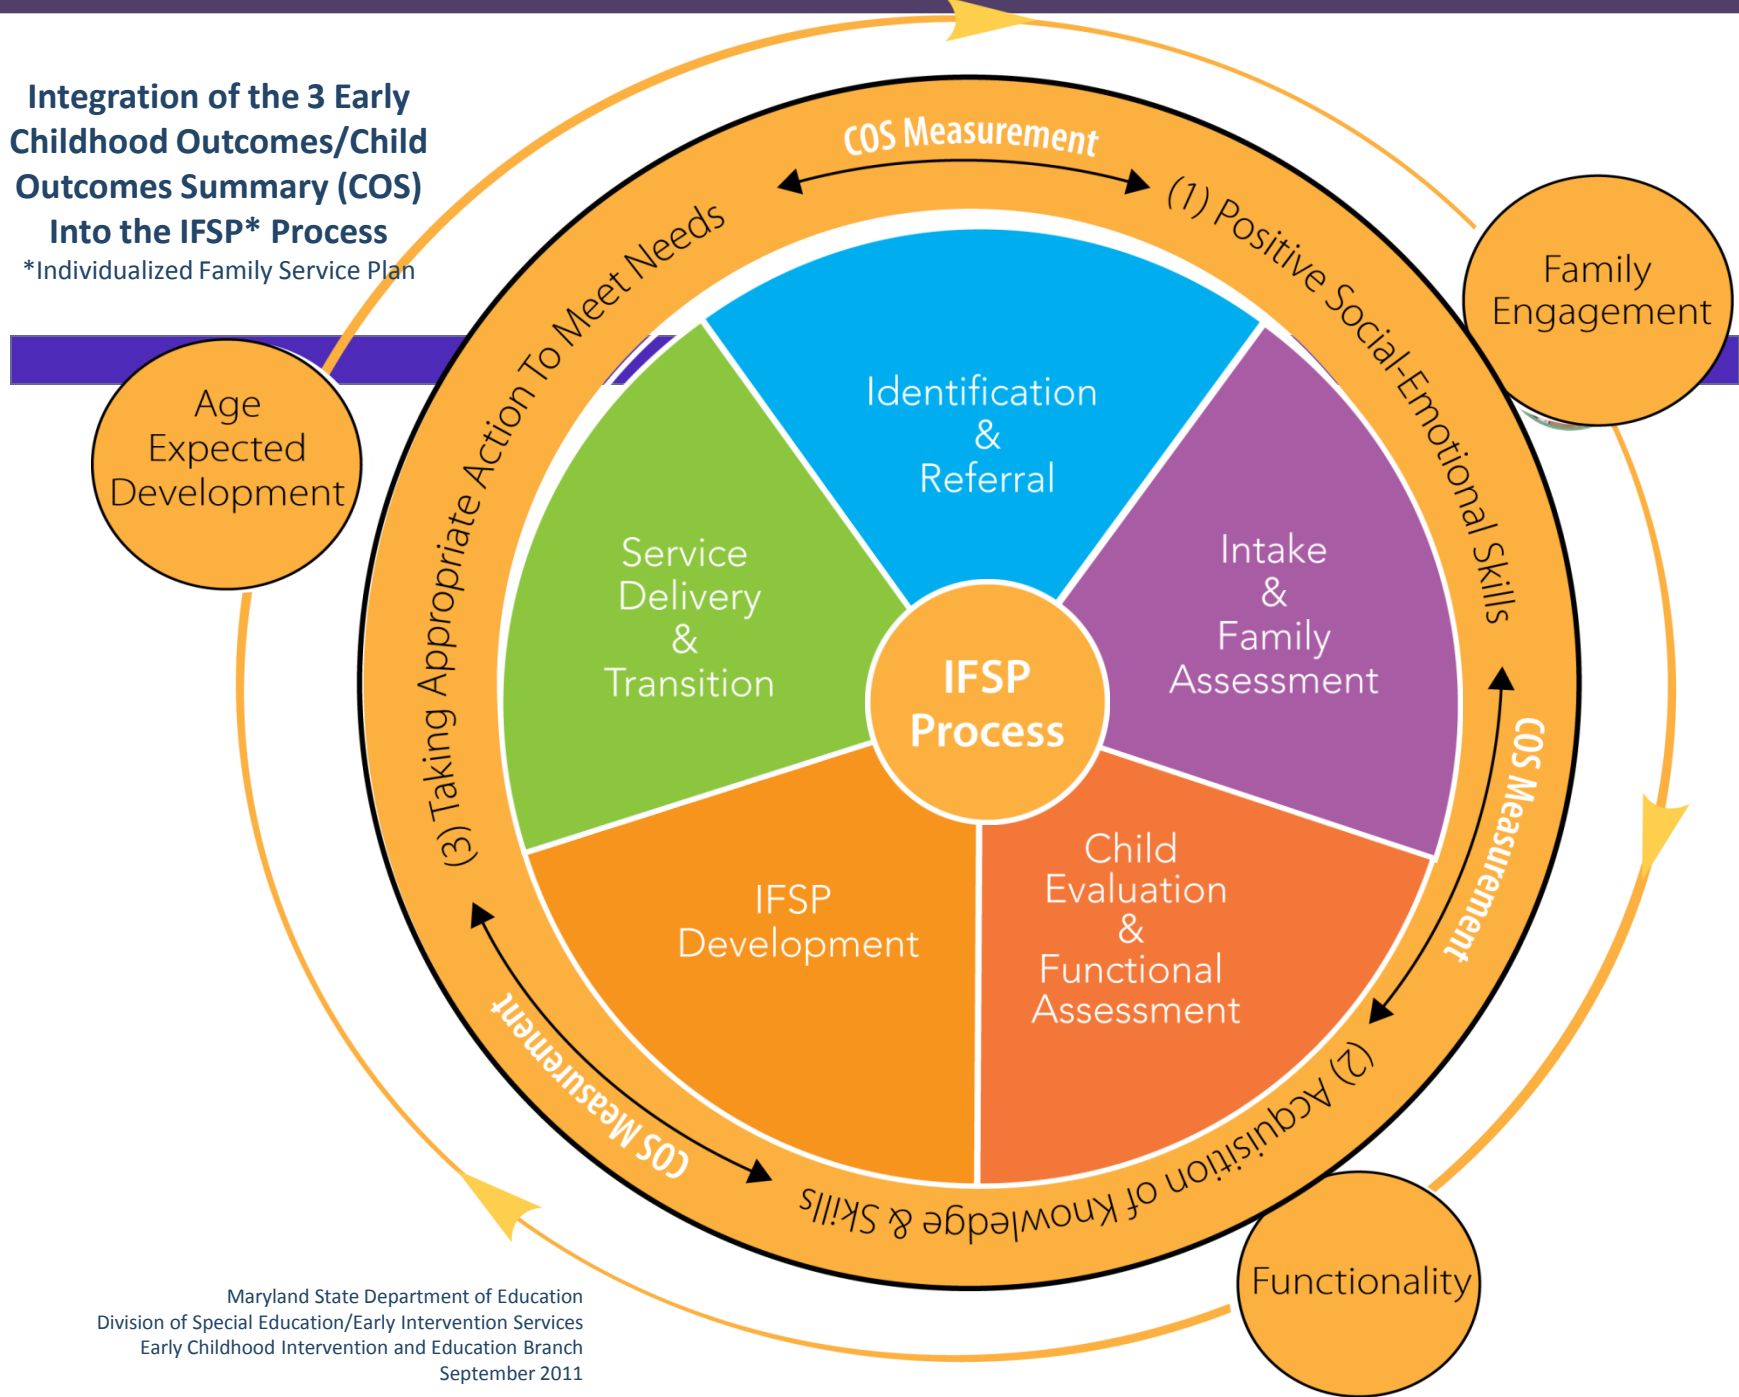 Integration of the 3 Early
Childhood Outcomes/Child
Outcomes Summary (COS)
Into the IFSP* Process
*Individualized Family Service Plan
COS Measurement
(1) Positive Social-Emotional Skills
COS Measurement
(2) Acquisition of Knowledge & Skills
COS Measurement
(3) Taking Appropriate Action To Meet Needs
Family
Engagement
Functionality
Age
Expected
Development
Identification
&
Referral
Intake
&
Family
Assessment
Child
Evaluation
&
Functional
Assessment
IFSP
Development
Service
Delivery
&
Transition
IFSP
Process
Maryland State Department of Education
Division of Special Education/Early Intervention Services
Early Childhood Intervention and Education Branch
September 2011